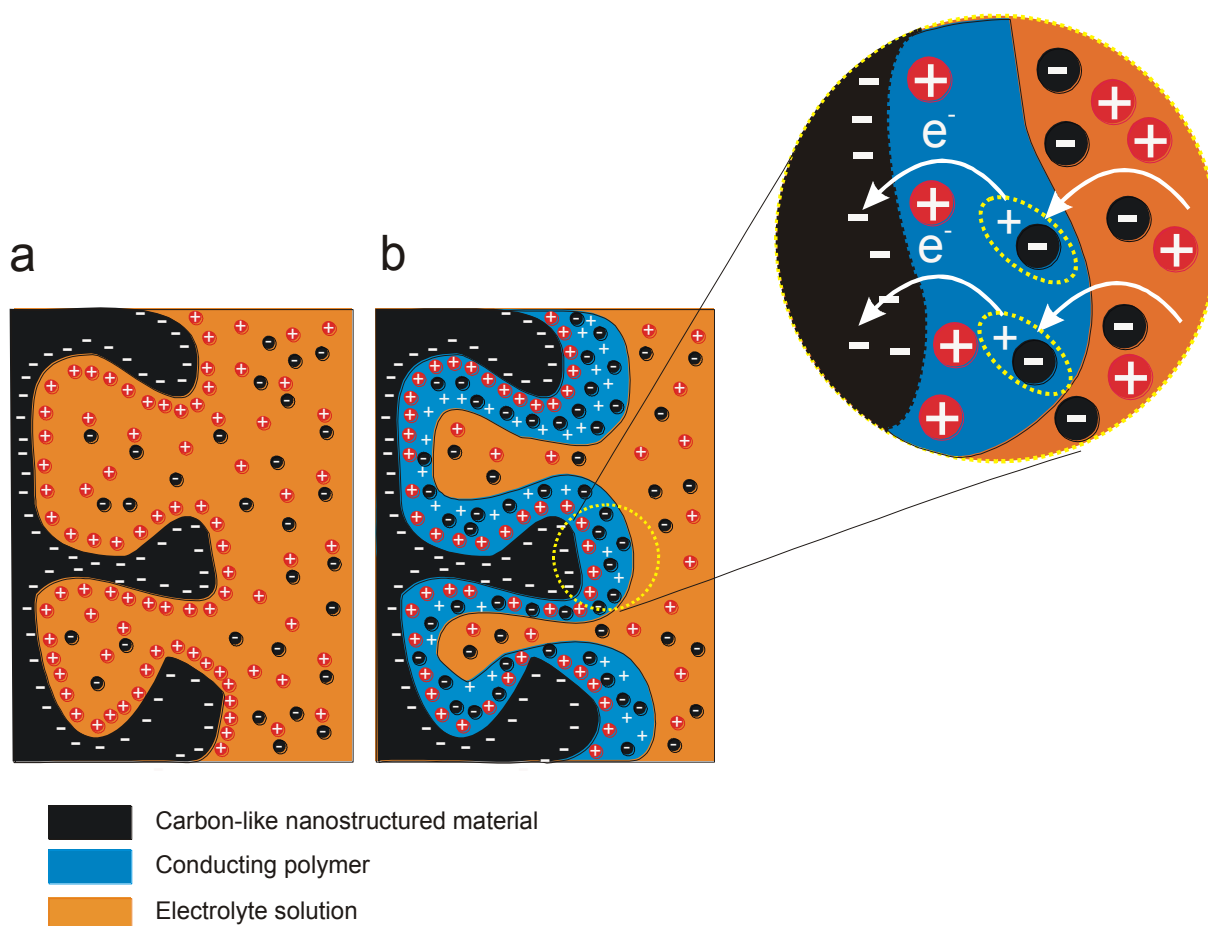 a
b
e-
e-
Carbon-like nanostructured material
Conducting polymer
Electrolyte solution